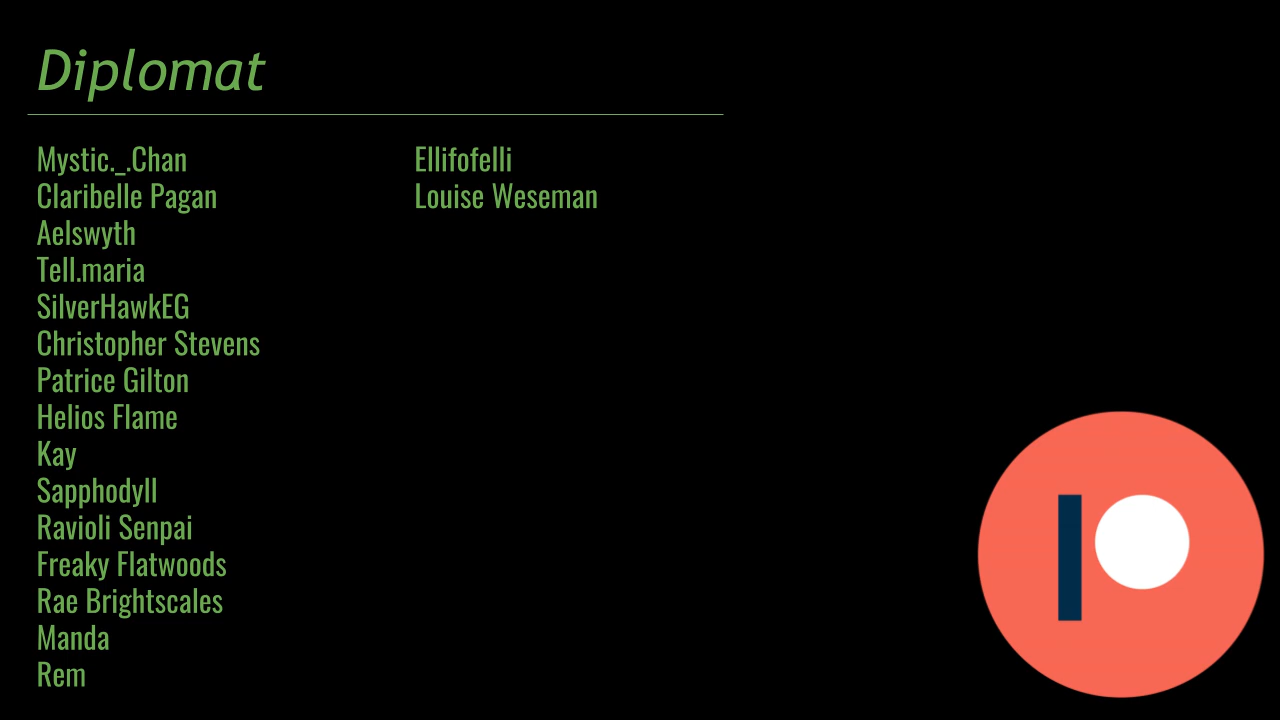 Diplomat
Mystic._.Chan
Claribelle Pagan
Aelswyth
Tell.maria
SilverHawkEG
Christopher Stevens
Patrice Gilton
Helios Flame
Kay
Sapphodyll
Ravioli Senpai
Freaky Flatwoods
Rae Brightscales
Manda
Rem
Ellifofelli
Louise Weseman